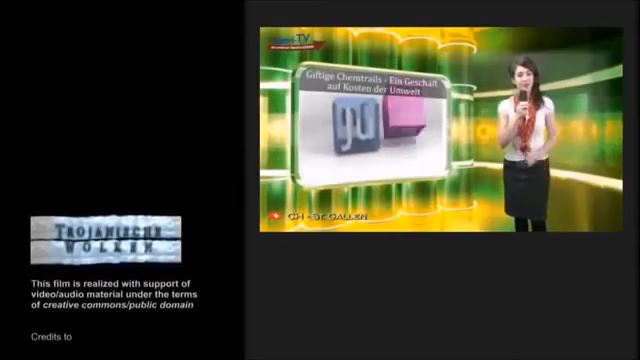 TV
Giftige Chemtrails - Ein Geschäft
auf Kosten der Umwelt
CH - ST. GALLEN
TROJANISCHE
WOLKEN
This film is realized with support of
video/audio material under the terms
of creative commons/public domain
Credits to